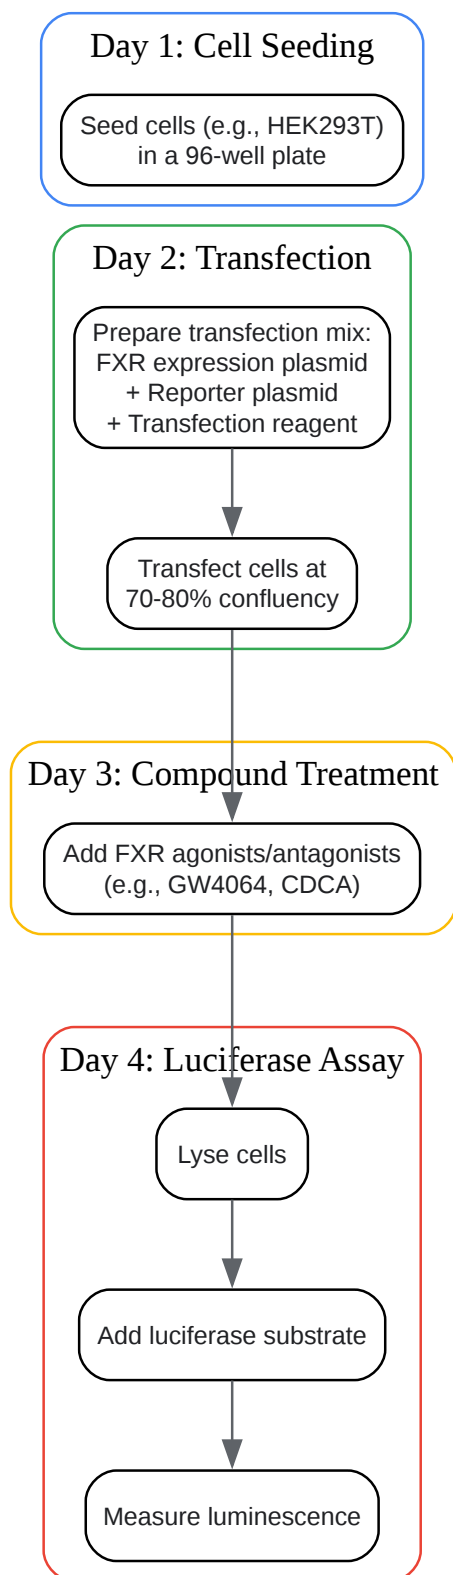 Day 1: Cell Seeding
Seed cells (e.g., HEK293T)
in a 96-well plate
Day 2: Transfection
Prepare transfection mix:
FXR expression plasmid
+ Reporter plasmid
+ Transfection reagent
Transfect cells at
70-80% confluency
Day 3: Compound Treatment
Add FXR agonists/antagonists
(e.g., GW4064, CDCA)
Day 4: Luciferase Assay
Lyse cells
Add luciferase substrate
Measure luminescence